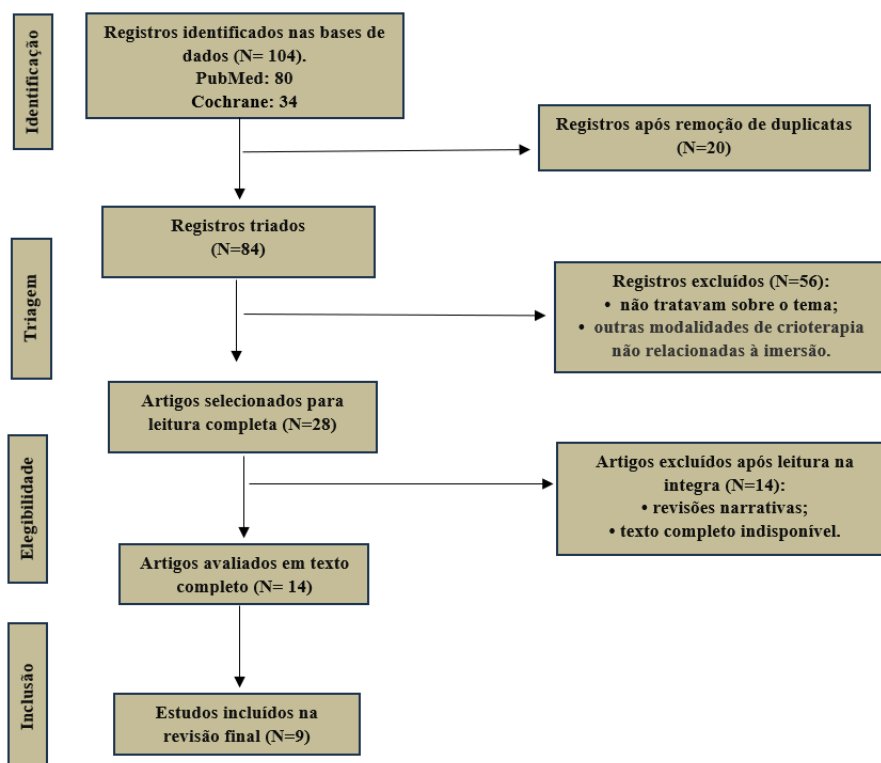 Identificação
Registros identificados nas bases de
dados (N= 104).
PubMed: 80
Cochrane: 34
Registros após remoção de duplicatas
(N=20)
Triagem
Registros triados
(N=84)
Registros excluídos (N=56):
• não tratavam sobre o tema;
• outras modalidades de crioterapia
não relacionadas à imersão.
Artigos selecionados para
leitura completa (N=28)
Elegibilidade
Artigos excluídos após leitura na
integra (N=14):
• revisões narrativas;
• texto completo indisponível.
Artigos avaliados em texto
completo (N= 14)
Inclusão
Estudos incluídos na
revisão final (N=9)